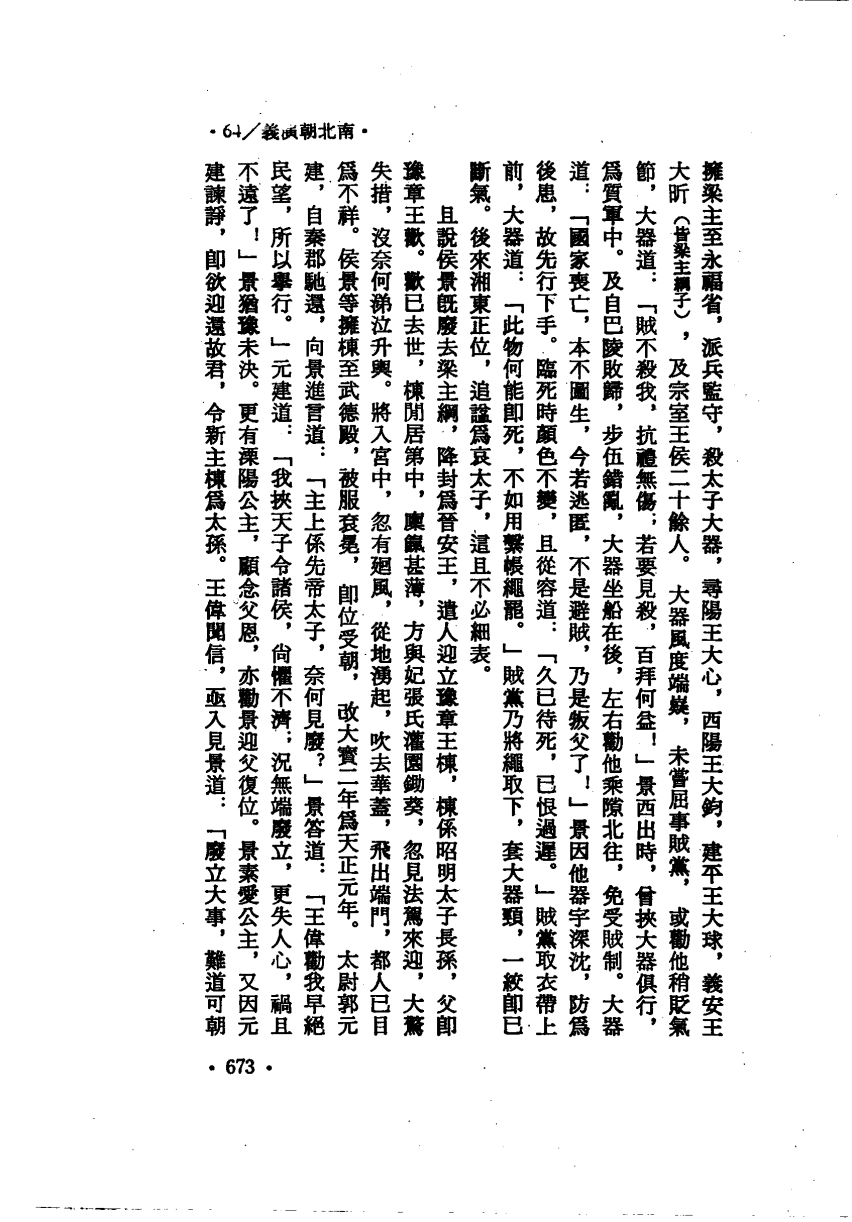 ·64／義演朝北南·
擁梁主至永福省，派兵監守，殺太子大器，尋陽王大心，西陽王大鈞，建平王大球，義安王
大昕（皆梁主綱子），及宗室王侯二十餘人。大器風度端嶷，未嘗屈事賊黨，或勸他稍貶氣
節，大器道：「賊不殺我，抗禮無傷；若要見殺，百拜何益！」景西出時，曾挾大器俱行，
爲質軍中。及自巴陵敗歸，步伍錯亂，大器坐船在後，左右勸他乘隙北往，免受賊制。大器
道：「國家喪亡，本不圖生，今若逃匿，不是避賊，乃是叛父了！」景因他器宇深沈，防爲
後患，故先行下手。臨死時顏色不變，且從容道：「久已待死，已恨過遲。」賊黨取衣帶上
前，大器道：「此物何能卽死，不如用繫帳繩罷。」賊黨乃將繩取下，套大器頸，一絞卽已
斷氣。後來湘東正位，追諡爲哀太子，這且不必細表。
且說侯景旣廢去梁主綱，降封爲晉安王，遣人迎立豫章王棟，棟係昭明太子長孫，父卽
豫章王歡。歡已去世，棟閒居第中，廩餼甚薄，方與妃張氏灌園鋤葵，忽見法駕來迎，大驚
失措，沒奈何涕泣升輿。將入宮中，忽有廻風，從地湧起，吹去華蓋，飛出端門，都人已目
爲不祥。侯景等擁棟至武德殿，被服袞冕，卽位受朝，改大寶二年爲天正元年。太尉郭元
建，自秦郡馳還，向景進言道：「主上係先帝太子，奈何見廢？」景答道：「王偉勸我早絕
民望，所以舉行。」元建道：「我挾天子令諸侯，尙懼不濟；況無端廢立，更失人心，禍且
不遠了！」景猶豫未決。更有溧陽公主，顧念父恩，亦勸景迎父復位。景素愛公主，又因元
建諫諍，卽欲迎還故君，令新主棟爲太孫。王偉聞信，亟入見景道：「廢立大事，難道可朝
·673·